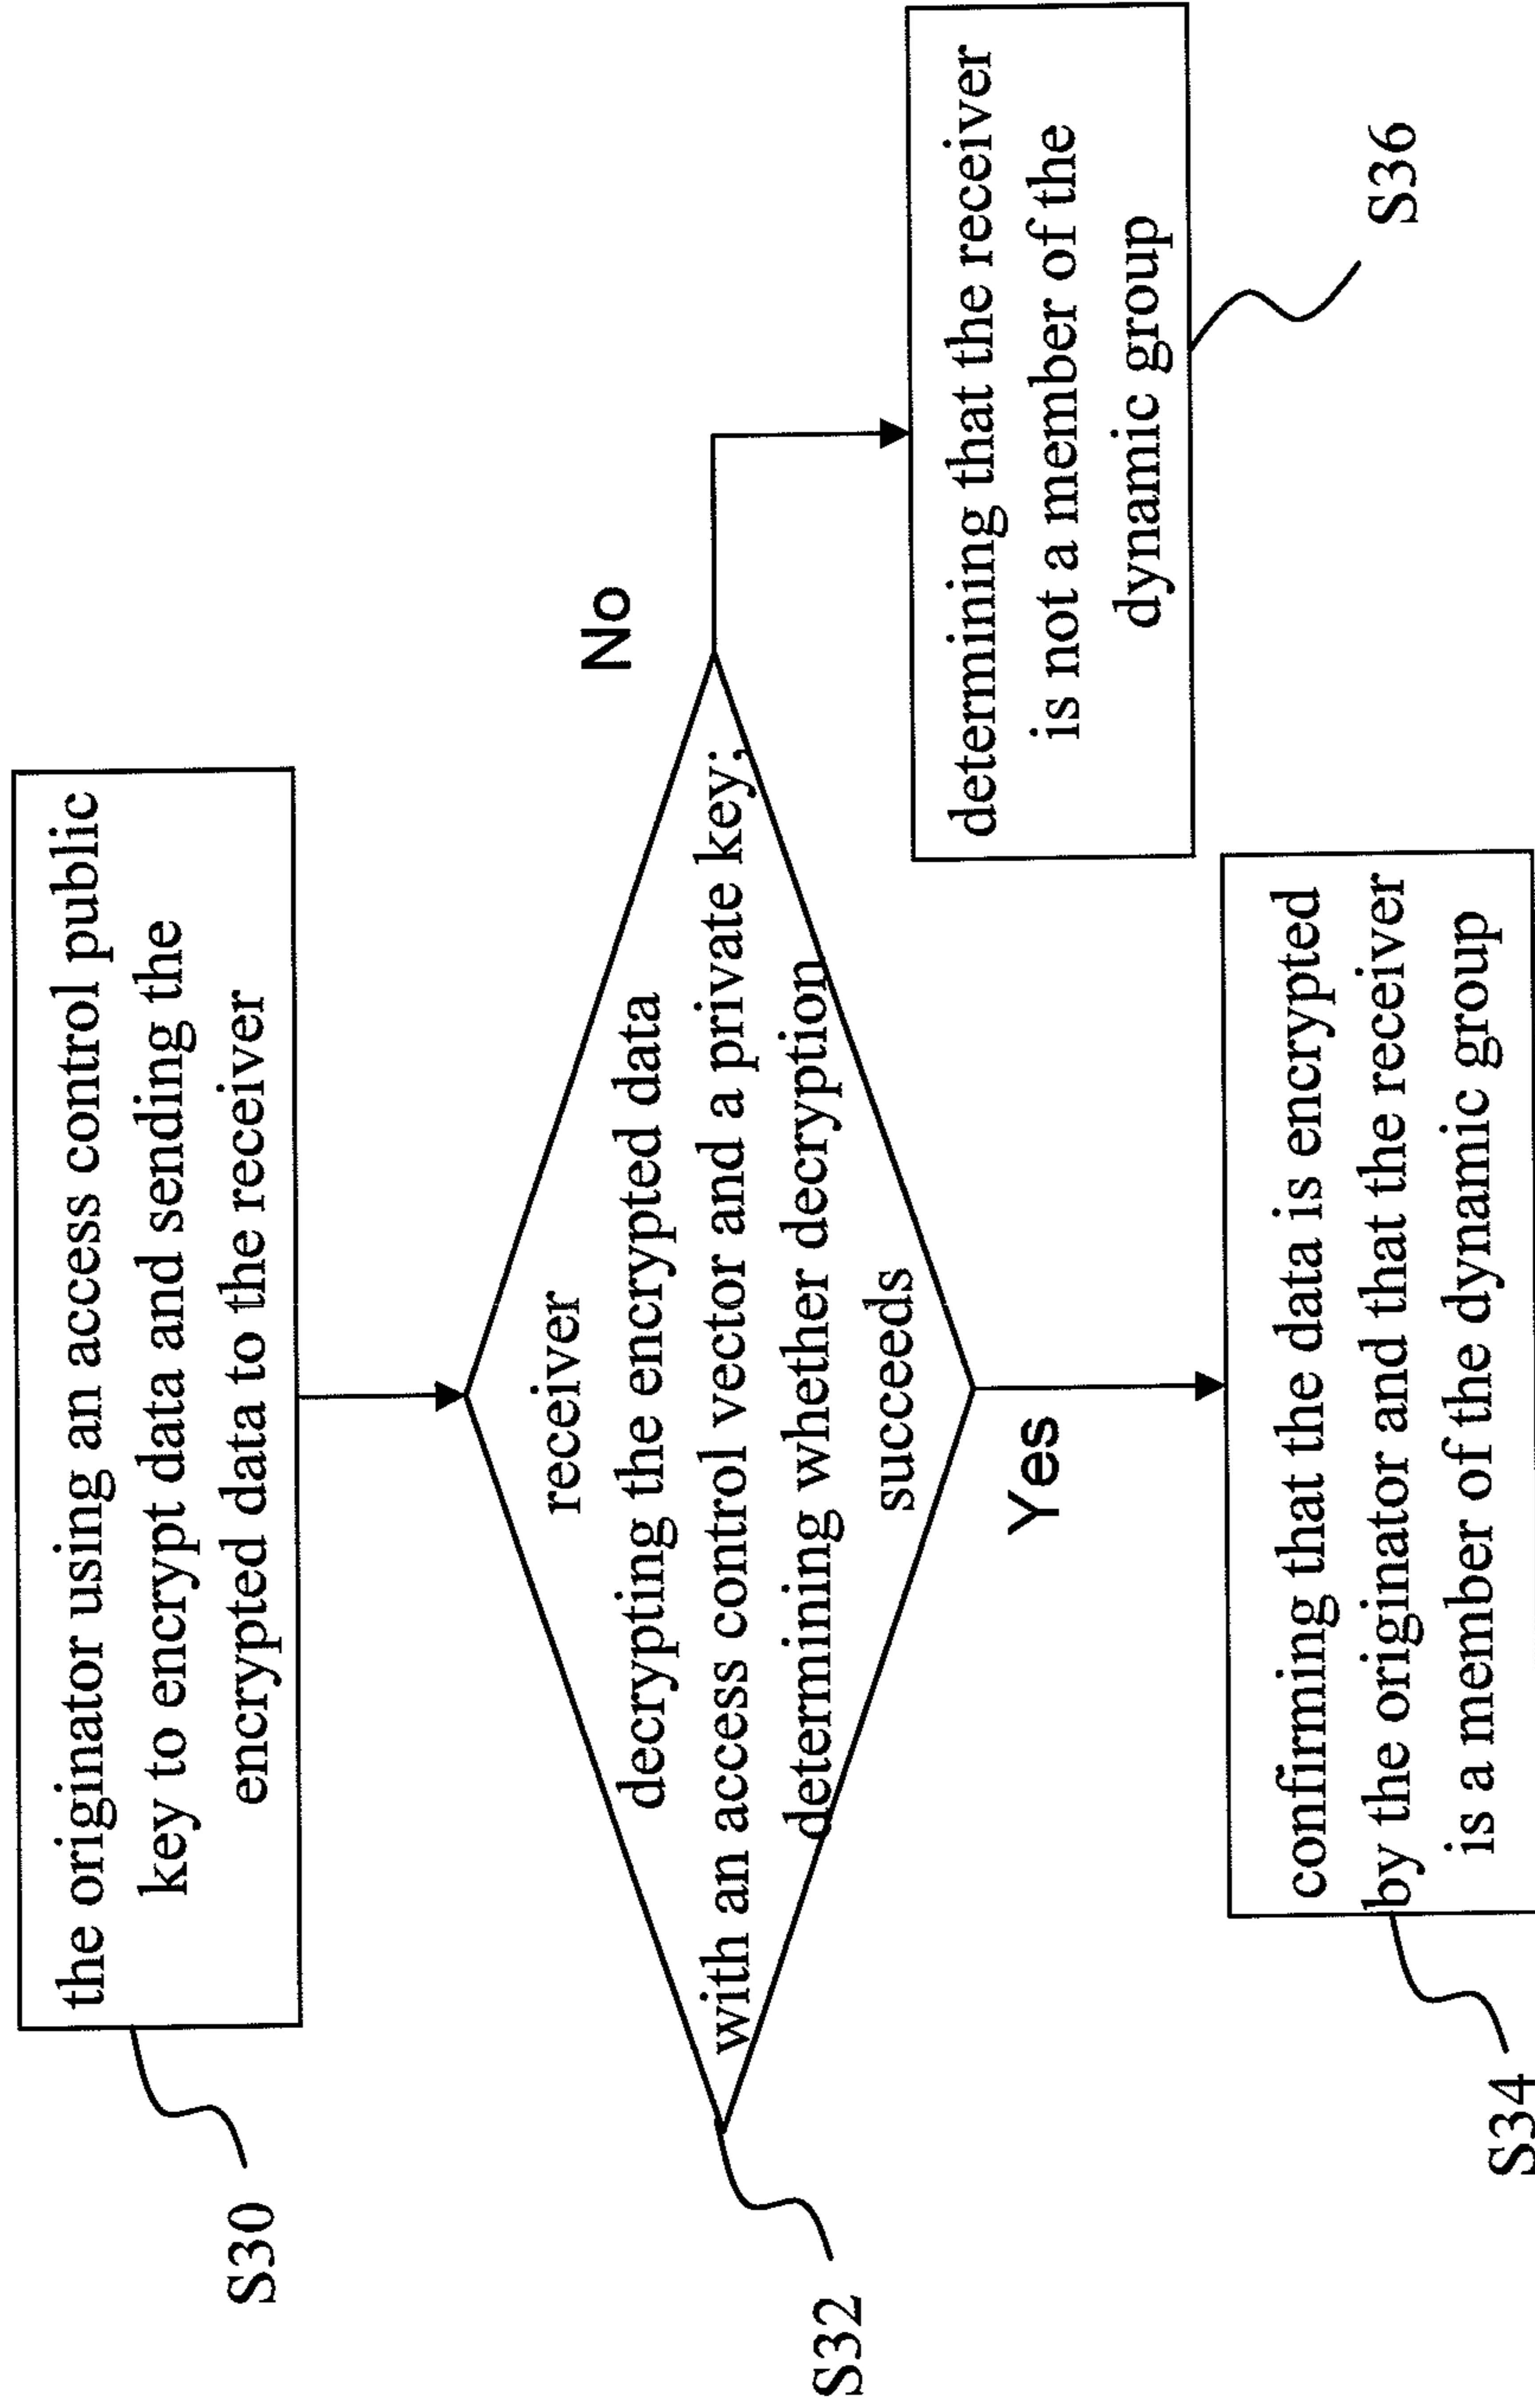 the originator using an access control public
key to encrypt data and sending the
encrypted data to the receiver
S30
receiver
decrypting the encrypted data
with an access control vector and a private key;
determining whether decryption
succeeds
S32
No
determining that the receiver
is not a member of the
dynamic group
S36
Yes
confirming that the data is encrypted
by the originator and that the receiver
is a member of the dynamic group
S34